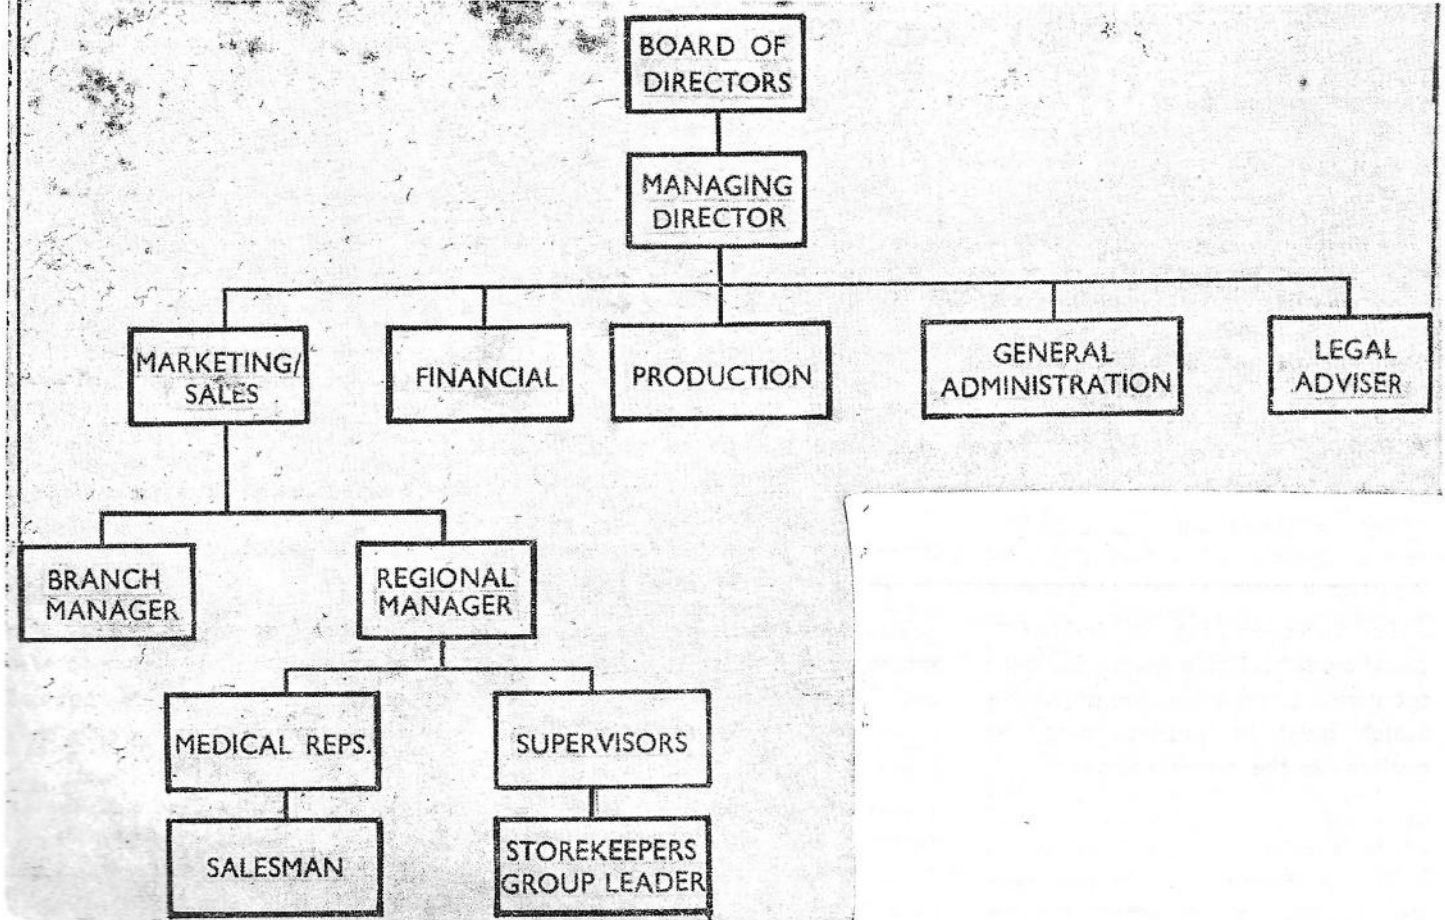 BOARD OF
DIRECTORS
MANAGING
DIRECTOR
MARKETING/
SALES
FINANCIAL
PRODUCTION
GENERAL
ADMINISTRATION
LEGAL
ADVISER
BRANCH
MANAGER
REGIONAL
MANAGER
MEDICAL REPS.
SUPERVISORS
SALESMAN
STOREKEEPERS
GROUP LEADER